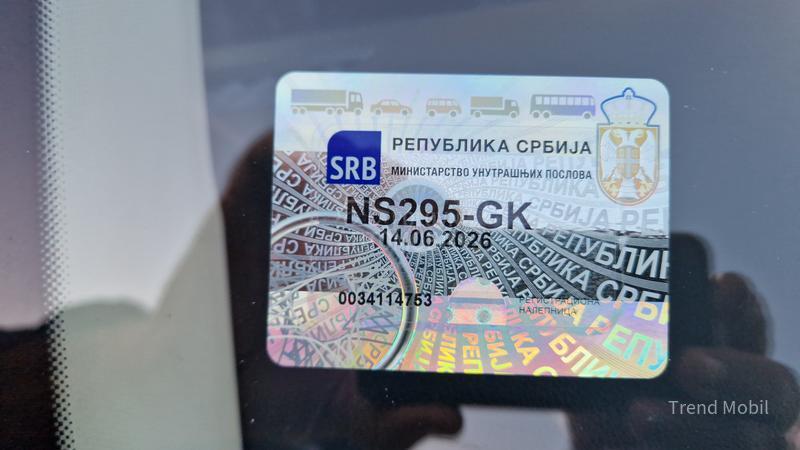 РЕПУБЛИКА СРБИЈА
SRB
МИНИСТАРСТВО УНУТРАШЊИХ ПОСЛОВА
NS295-GK
14.06.2026
0034114753
РЕГИСТРАЦИОНА
НАЛЕПНИЦА
Trend Mobil